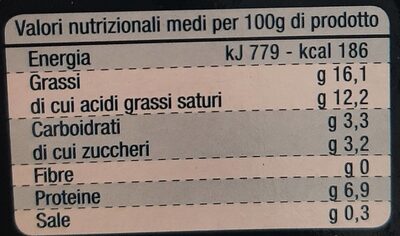 Valori nutrizionali medi per 100g di prodotto
Energia kJ 779 - kcal 186
Grassi g 16,1
di cui acidi grassi saturi g 12,2
Carboidrati g 3,3
di cui zuccheri g 3,2
Fibre g 0
Proteine g 6,9
Sale g 0,3